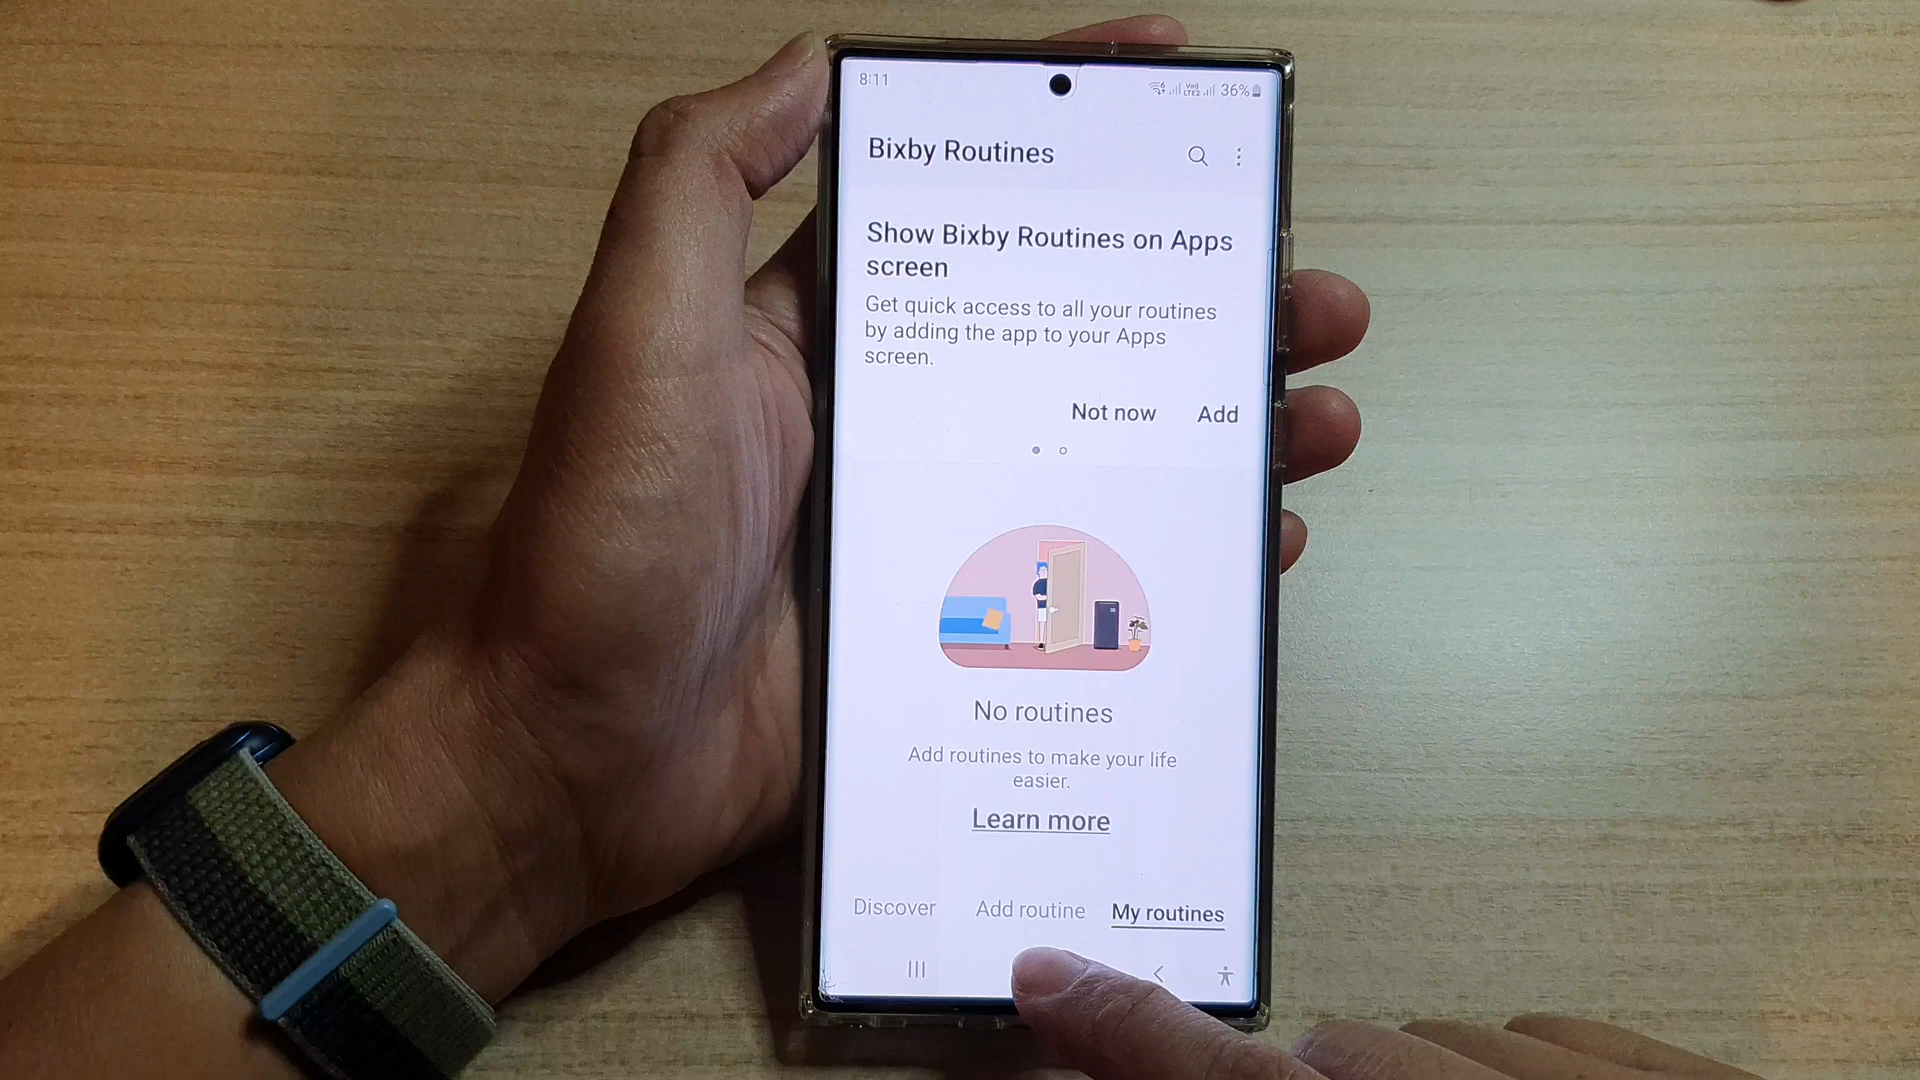 8:11
36%
Bixby Routines
Show Bixby Routines on Apps
screen
Get quick access to all your routines
by adding the app to your Apps
screen.
Not now Add
No routines
Add routines to make your life
easier.
Learn more
Discover Add routine My routines